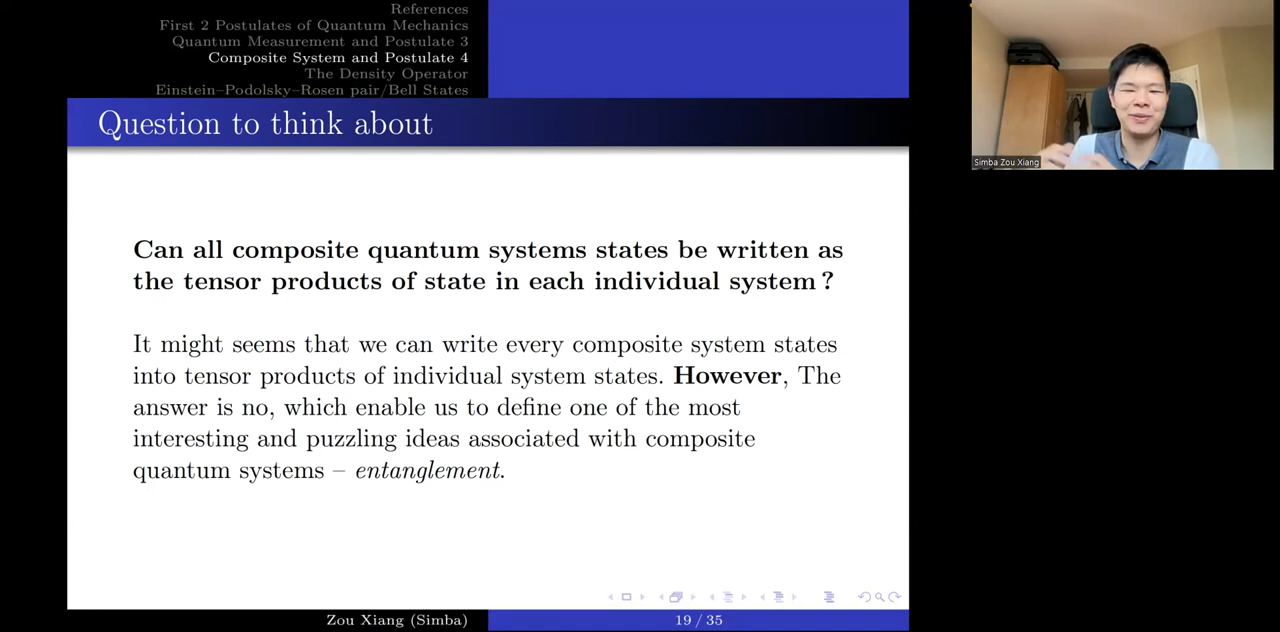 References
First 2 Postulates of Quantum Mechanics
Quantum Measurement and Postulate 3
Composite System and Postulate 4
The Density Operator
Einstein–Podolsky–Rosen pair/Bell States
Question to think about
Can all composite quantum systems states be written as
the tensor products of state in each individual system?
It might seems that we can write every composite system states
into tensor products of individual system states. However, The
answer is no, which enable us to define one of the most
interesting and puzzling ideas associated with composite
quantum systems – entanglement.
Zou Xiang (Simba)
19 / 35
Simba Zou Xiang